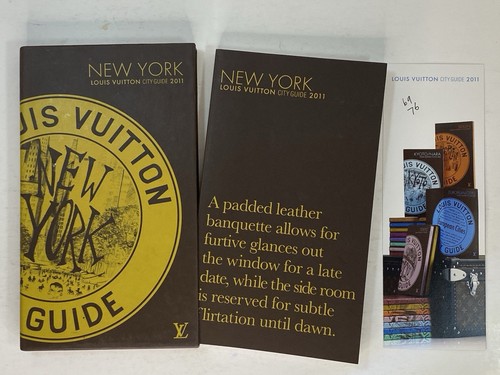 NEW YORK
LOUIS VUITTON CITY GUIDE 2011
UIS VUITTON
NEW
YORK
GUIDE
LV
NEW YORK
LOUIS VUITTON CITY GUIDE 2011
A padded leather
banquette allows for
furtive glances out
the window for a late
date, while the side room
is reserved for subtle
flirtation until dawn.
LOUIS VUITTON CITY GUIDE 2011
69
76
LOUIS VUITTON
GUIDE